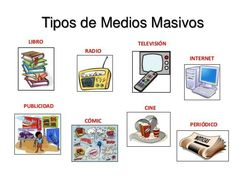 Tipos de Medios Masivos
LIBRO
RADIO
TELEVISIÓN
INTERNET
PUBLICIDAD
CÓMIC
CINE
PERIÓDICO